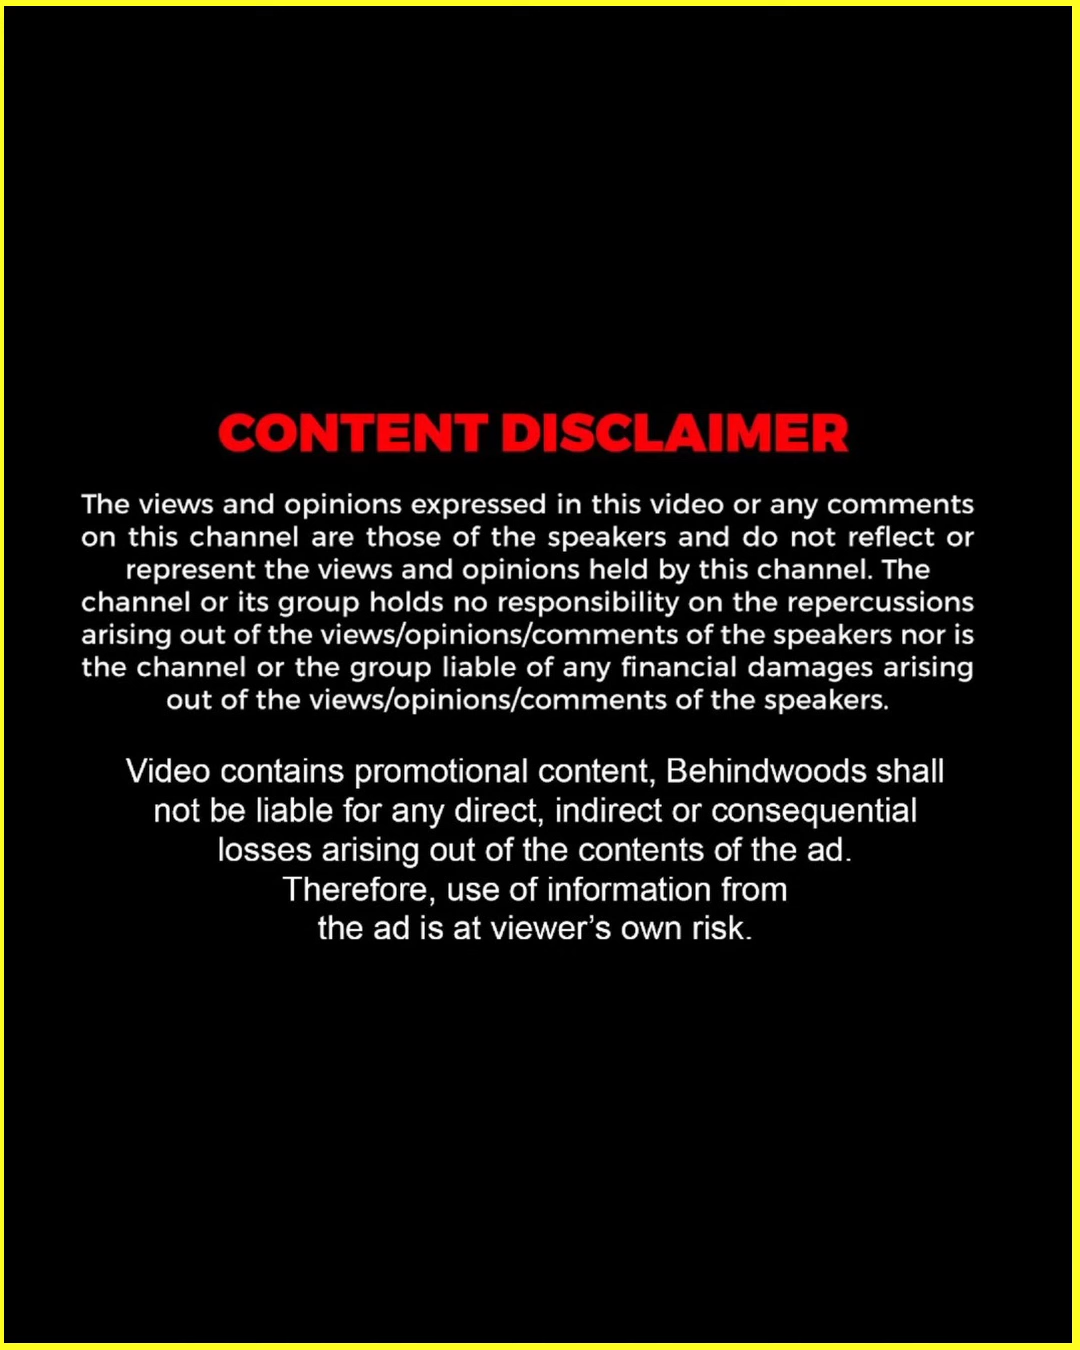 CONTENT DISCLAIMER
The views and opinions expressed in this video or any comments
on this channel are those of the speakers and do not reflect or
represent the views and opinions held by this channel. The
channel or its group holds no responsibility on the repercussions
arising out of the views/opinions/comments of the speakers nor is
the channel or the group liable of any financial damages arising
out of the views/opinions/comments of the speakers.
Video contains promotional content, Behindwoods shall
not be liable for any direct, indirect or consequential
losses arising out of the contents of the ad.
Therefore, use of information from
the ad is at viewer’s own risk.